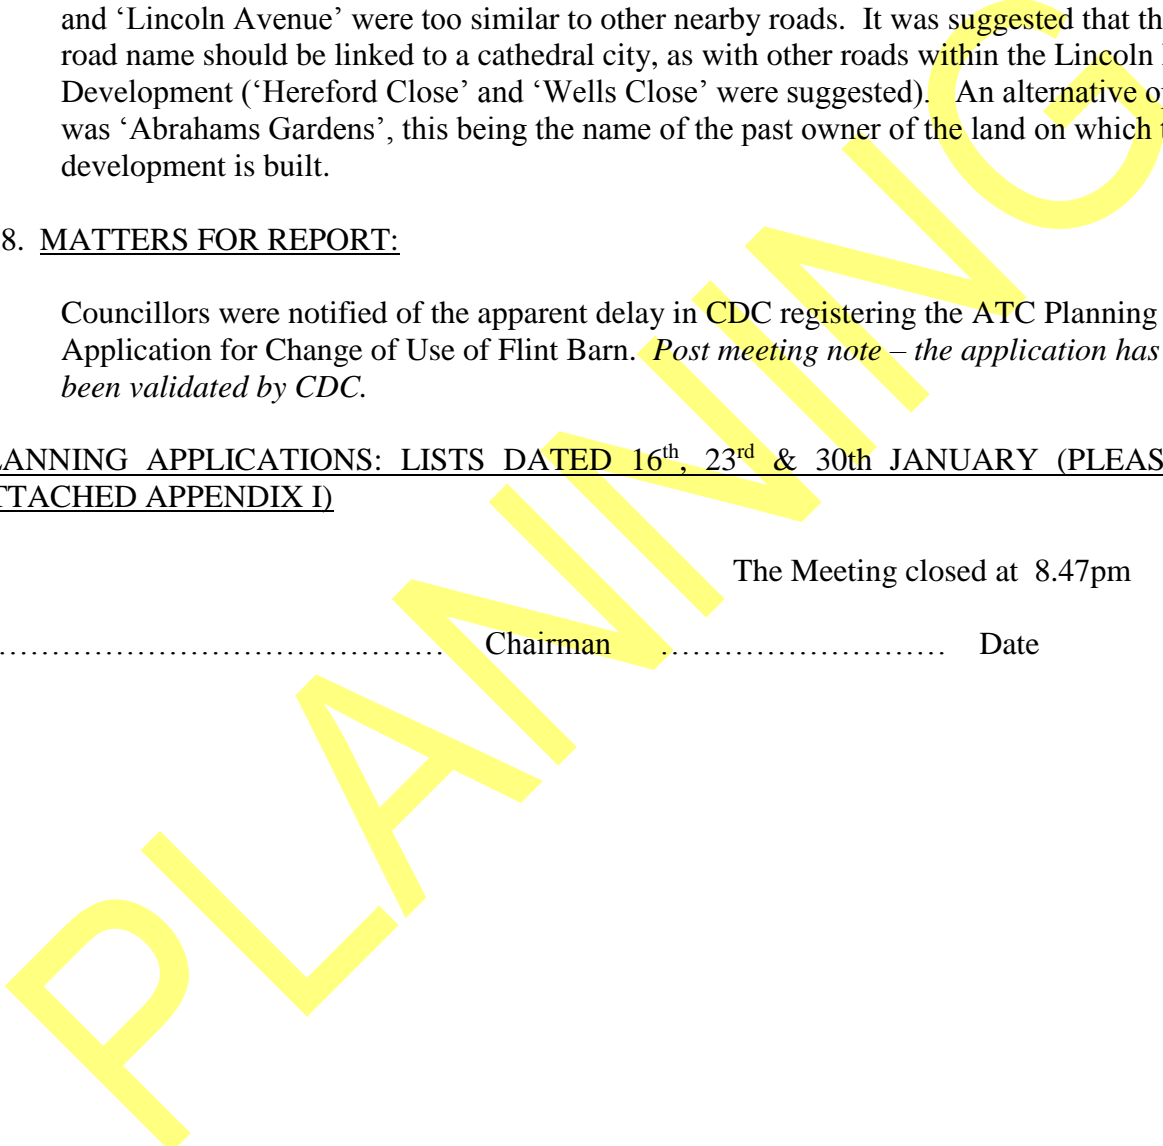 and ‘Lincoln Avenue’ were too similar to other nearby roads.  It was suggested that th
road name should be linked to a cathedral city, as with other roads within the Lincoln
Development (‘Hereford Close’ and ‘Wells Close’ were suggested).  An alternative op
was ‘Abrahams Gardens’, this being the name of the past owner of the land on which t
development is built.
8. MATTERS FOR REPORT:
Councillors were notified of the apparent delay in CDC registering the ATC Planning
Application for Change of Use of Flint Barn.  Post meeting note – the application has
been validated by CDC.
LANNING APPLICATIONS: LISTS DATED 16th, 23rd & 30th JANUARY (PLEAS
TTACHED APPENDIX I)
The Meeting closed at  8.47pm
…………………………………… Chairman ……………………… Date
PLANNING